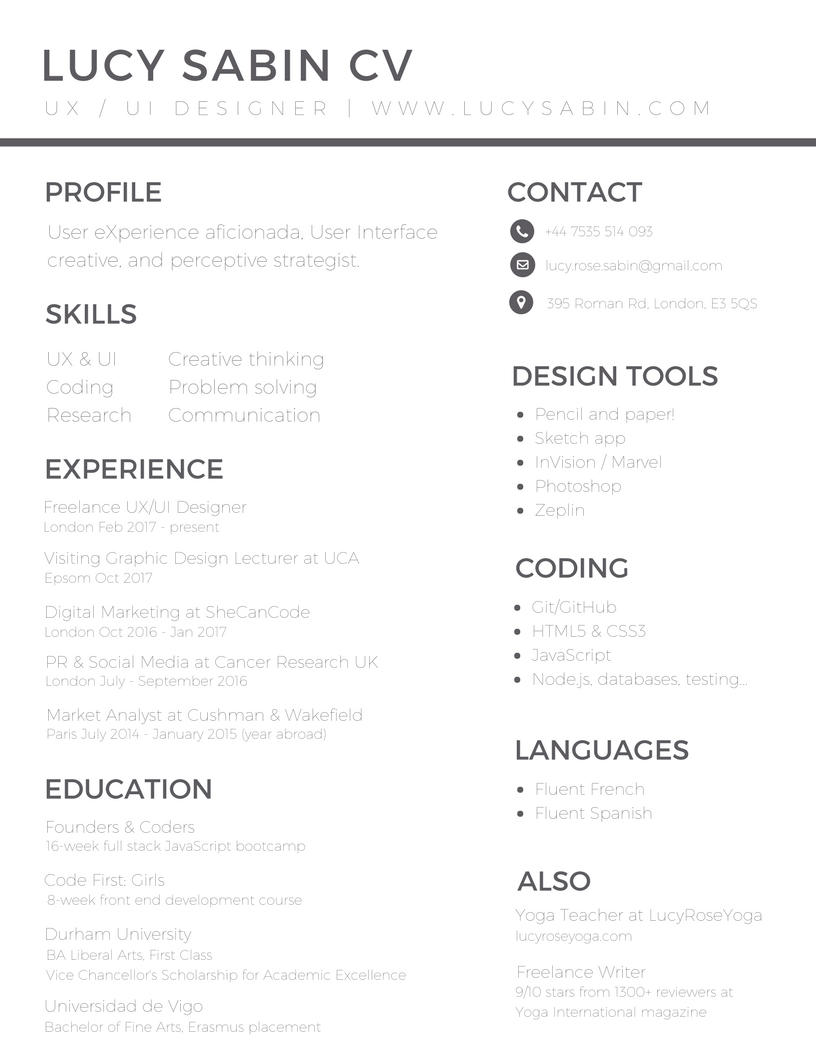 LUCY SABIN CV
UX / UI DESIGNER | WWW.LUCYSABIN.COM
PROFILE
User eXperience aficionada, User Interface
creative, and perceptive strategist.
SKILLS
UX & UI Creative thinking
Coding Problem solving
Research Communication
EXPERIENCE
Freelance UX/UI Designer
London Feb 2017 - present
Visiting Graphic Design Lecturer at UCA
Epsom Oct 2017
Digital Marketing at SheCanCode
London Oct 2016 - Jan 2017
PR & Social Media at Cancer Research UK
London July - September 2016
Market Analyst at Cushman & Wakefield
Paris July 2014 - January 2015 (year abroad)
EDUCATION
Founders & Coders
16-week full stack JavaScript bootcamp
Code First: Girls
8-week front end development course
Durham University
BA Liberal Arts, First Class
Vice Chancellor's Scholarship for Academic Excellence
Universidad de Vigo
Bachelor of Fine Arts, Erasmus placement
CONTACT
+44 7535 514 093
lucy.rose.sabin@gmail.com
395 Roman Rd, London, E3 5QS
DESIGN TOOLS
• Pencil and paper!
• Sketch app
• InVision / Marvel
• Photoshop
• Zeplin
CODING
• Git/GitHub
• HTML5 & CSS3
• JavaScript
• Node.js, databases, testing...
LANGUAGES
• Fluent French
• Fluent Spanish
ALSO
Yoga Teacher at LucyRoseYoga
lucyroseyoga.com
Freelance Writer
9/10 stars from 1300+ reviewers at
Yoga International magazine